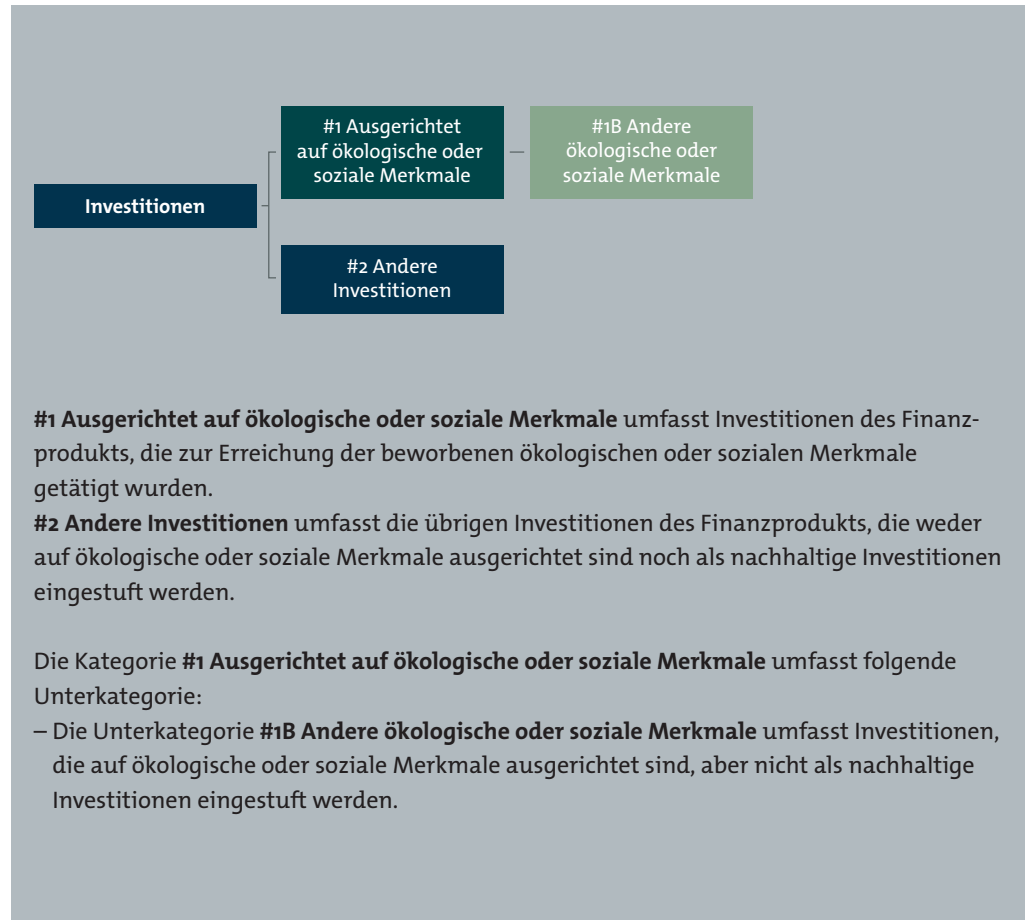 #1 Ausgerichtet
auf ökologische oder
soziale Merkmale
#1B Andere
ökologische oder
soziale Merkmale
Investitionen
#2 Andere
Investitionen
#1 Ausgerichtet auf ökologische oder soziale Merkmale umfasst Investitionen des Finanz-
produkts, die zur Erreichung der beworbenen ökologischen oder sozialen Merkmale
getätigt wurden.
#2 Andere Investitionen umfasst die übrigen Investitionen des Finanzprodukts, die weder
auf ökologische oder soziale Merkmale ausgerichtet sind noch als nachhaltige Investitionen
eingestuft werden.
Die Kategorie #1 Ausgerichtet auf ökologische oder soziale Merkmale umfasst folgende
Unterkategorie:
– Die Unterkategorie #1B Andere ökologische oder soziale Merkmale umfasst Investitionen,
die auf ökologische oder soziale Merkmale ausgerichtet sind, aber nicht als nachhaltige
Investitionen eingestuft werden.